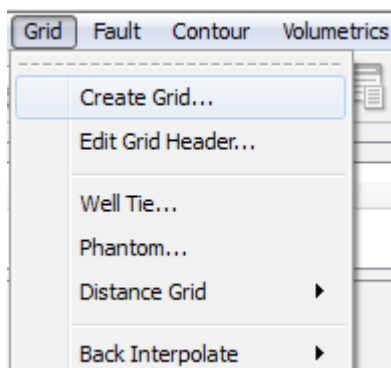 Grid Fault Contour Volumetrics
Create Grid...
Edit Grid Header...
Well Tie...
Phantom...
Distance Grid
Back Interpolate